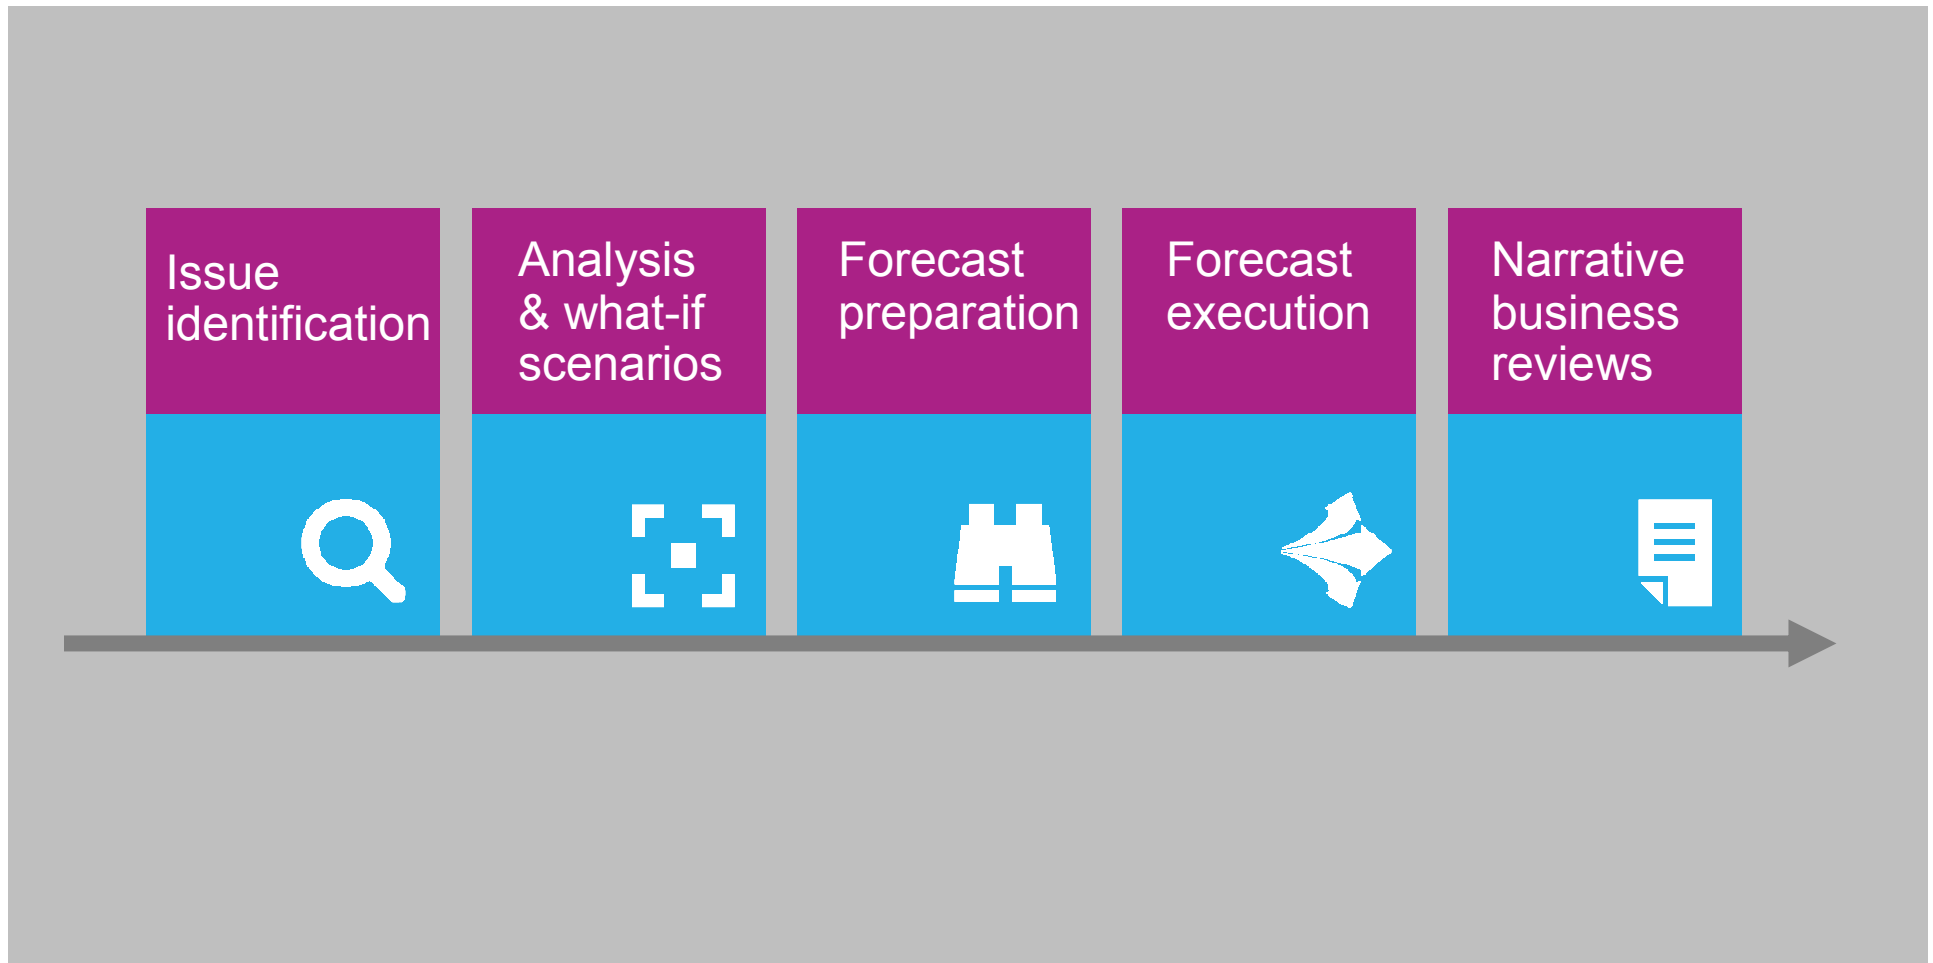 Issue
identification
Analysis
& what-if
scenarios
Forecast
preparation
Forecast
execution
Narrative
business
reviews